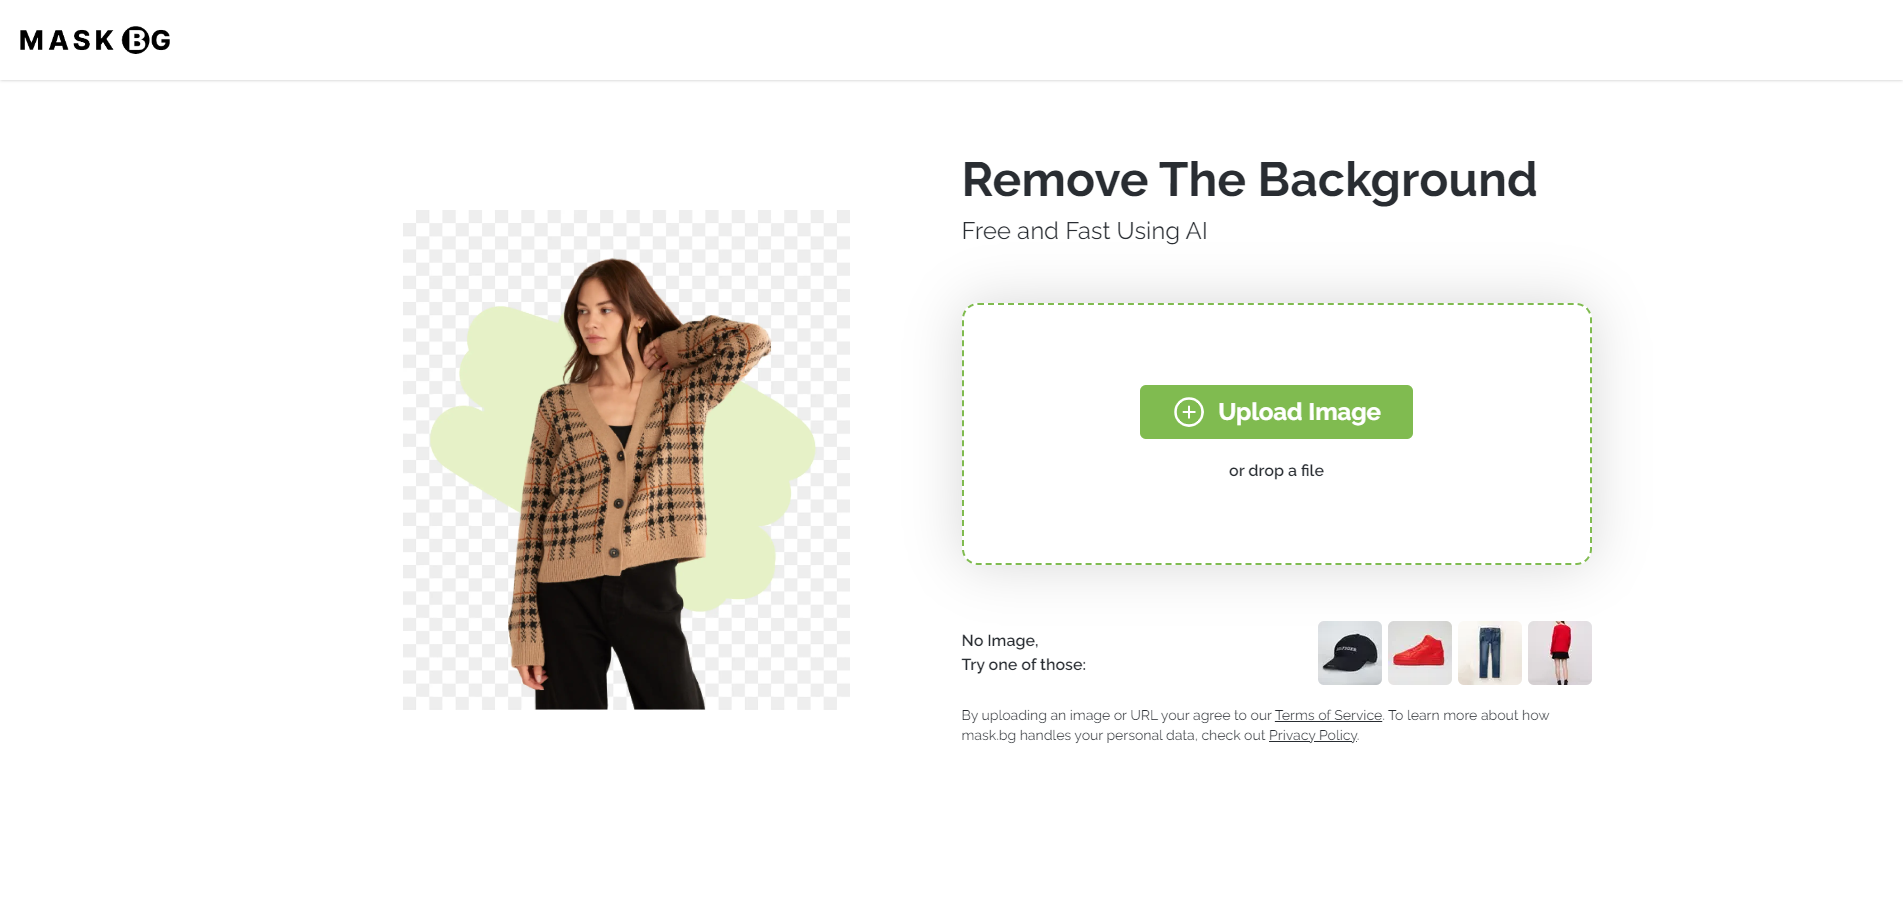 MASK BG
Remove The Background
Free and Fast Using AI
Upload Image
or drop a file
No Image,
Try one of those:
By uploading an image or URL your agree to our Terms of Service. To learn more about how
mask.bg handles your personal data, check out Privacy Policy.